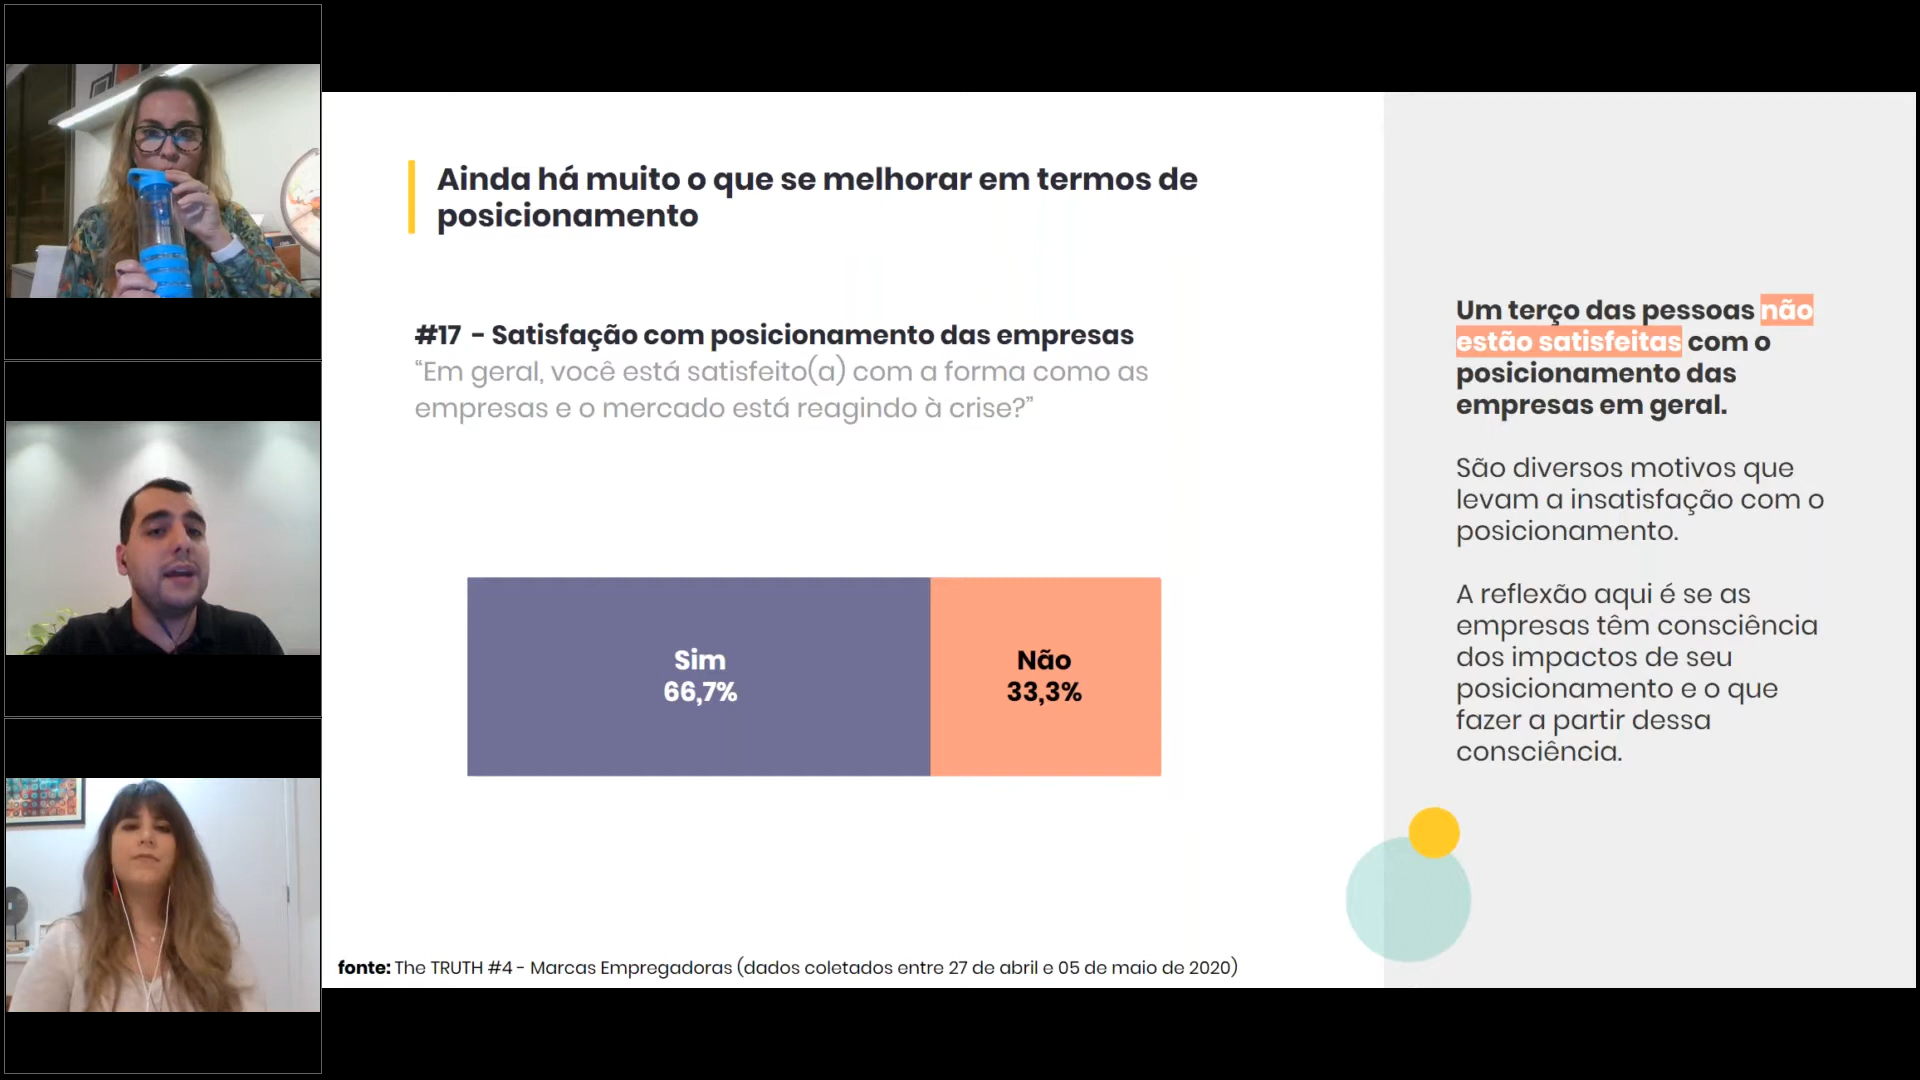 Ainda há muito o que se melhorar em termos de
posicionamento
#17 - Satisfação com posicionamento das empresas
“Em geral, você está satisfeito(a) com a forma como as
empresas e o mercado está reagindo à crise?”
Sim
66,7%
Não
33,3%
Um terço das pessoas não
estão satisfeitas com o
posicionamento das
empresas em geral.
São diversos motivos que
levam a insatisfação com o
posicionamento.
A reflexão aqui é se as
empresas têm consciência
dos impactos de seu
posicionamento e o que
fazer a partir dessa
consciência.
fonte: The TRUTH #4 - Marcas Empregadoras (dados coletados entre 27 de abril e 05 de maio de 2020)